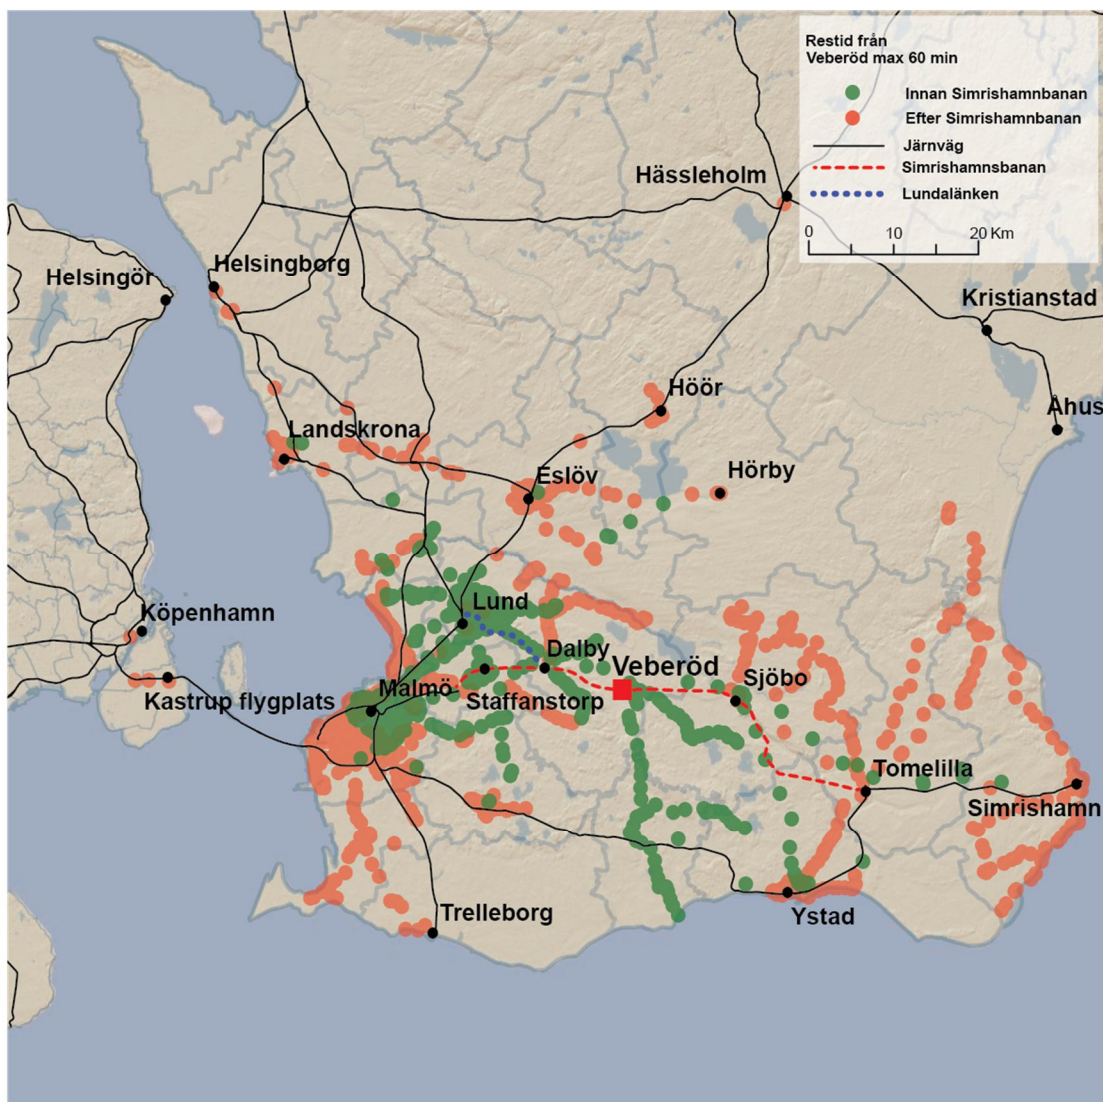 Restid från
Veberöd max 60 min
Innan Simrishamnbanan
Efter Simrishamnbanan
Järnväg
Simrishamnsbanan
Lundalänken
0 10 20 Km
Hässleholm
Helsingör
Helsingborg
Kristianstad
Höör
Åhus
Landskrona
Eslöv
Hörby
Köpenhamn
Lund
Dalby
Veberöd
Sjöbo
Kastrup flygplats
Malmö
Staffanstorp
Tomelilla
Simrishamn
Trelleborg
Ystad